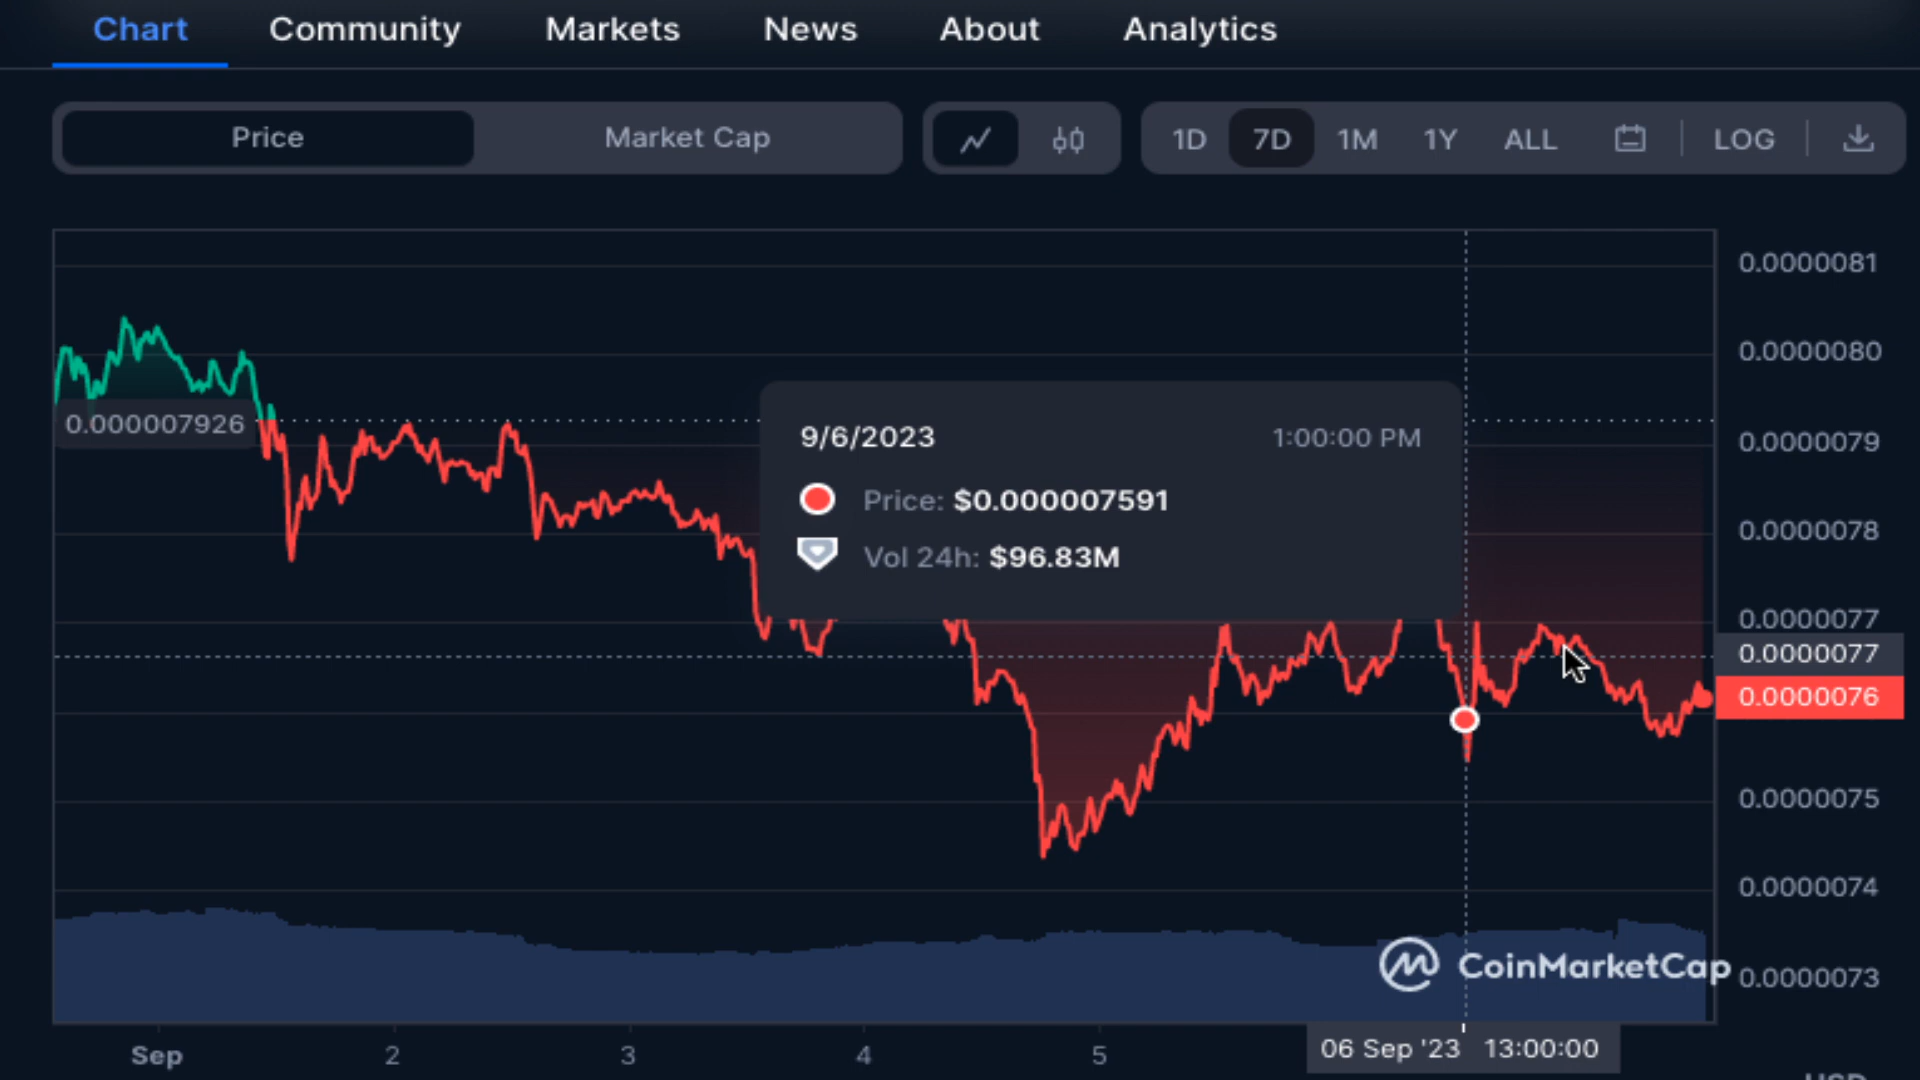 Chart Community Markets News About Analytics
Price Market Cap 1D 7D 1M 1Y ALL LOG
0.0000081
0.0000080
0.000007926
0.0000079
9/6/2023 1:00:00 PM
Price: $0.000007591
Vol 24h: $96.83M
0.0000078
0.0000077
0.0000077
0.0000076
0.0000075
0.0000074
CoinMarketCap
0.0000073
Sep 2 3 4 5 06 Sep '23 13:00:00
USD